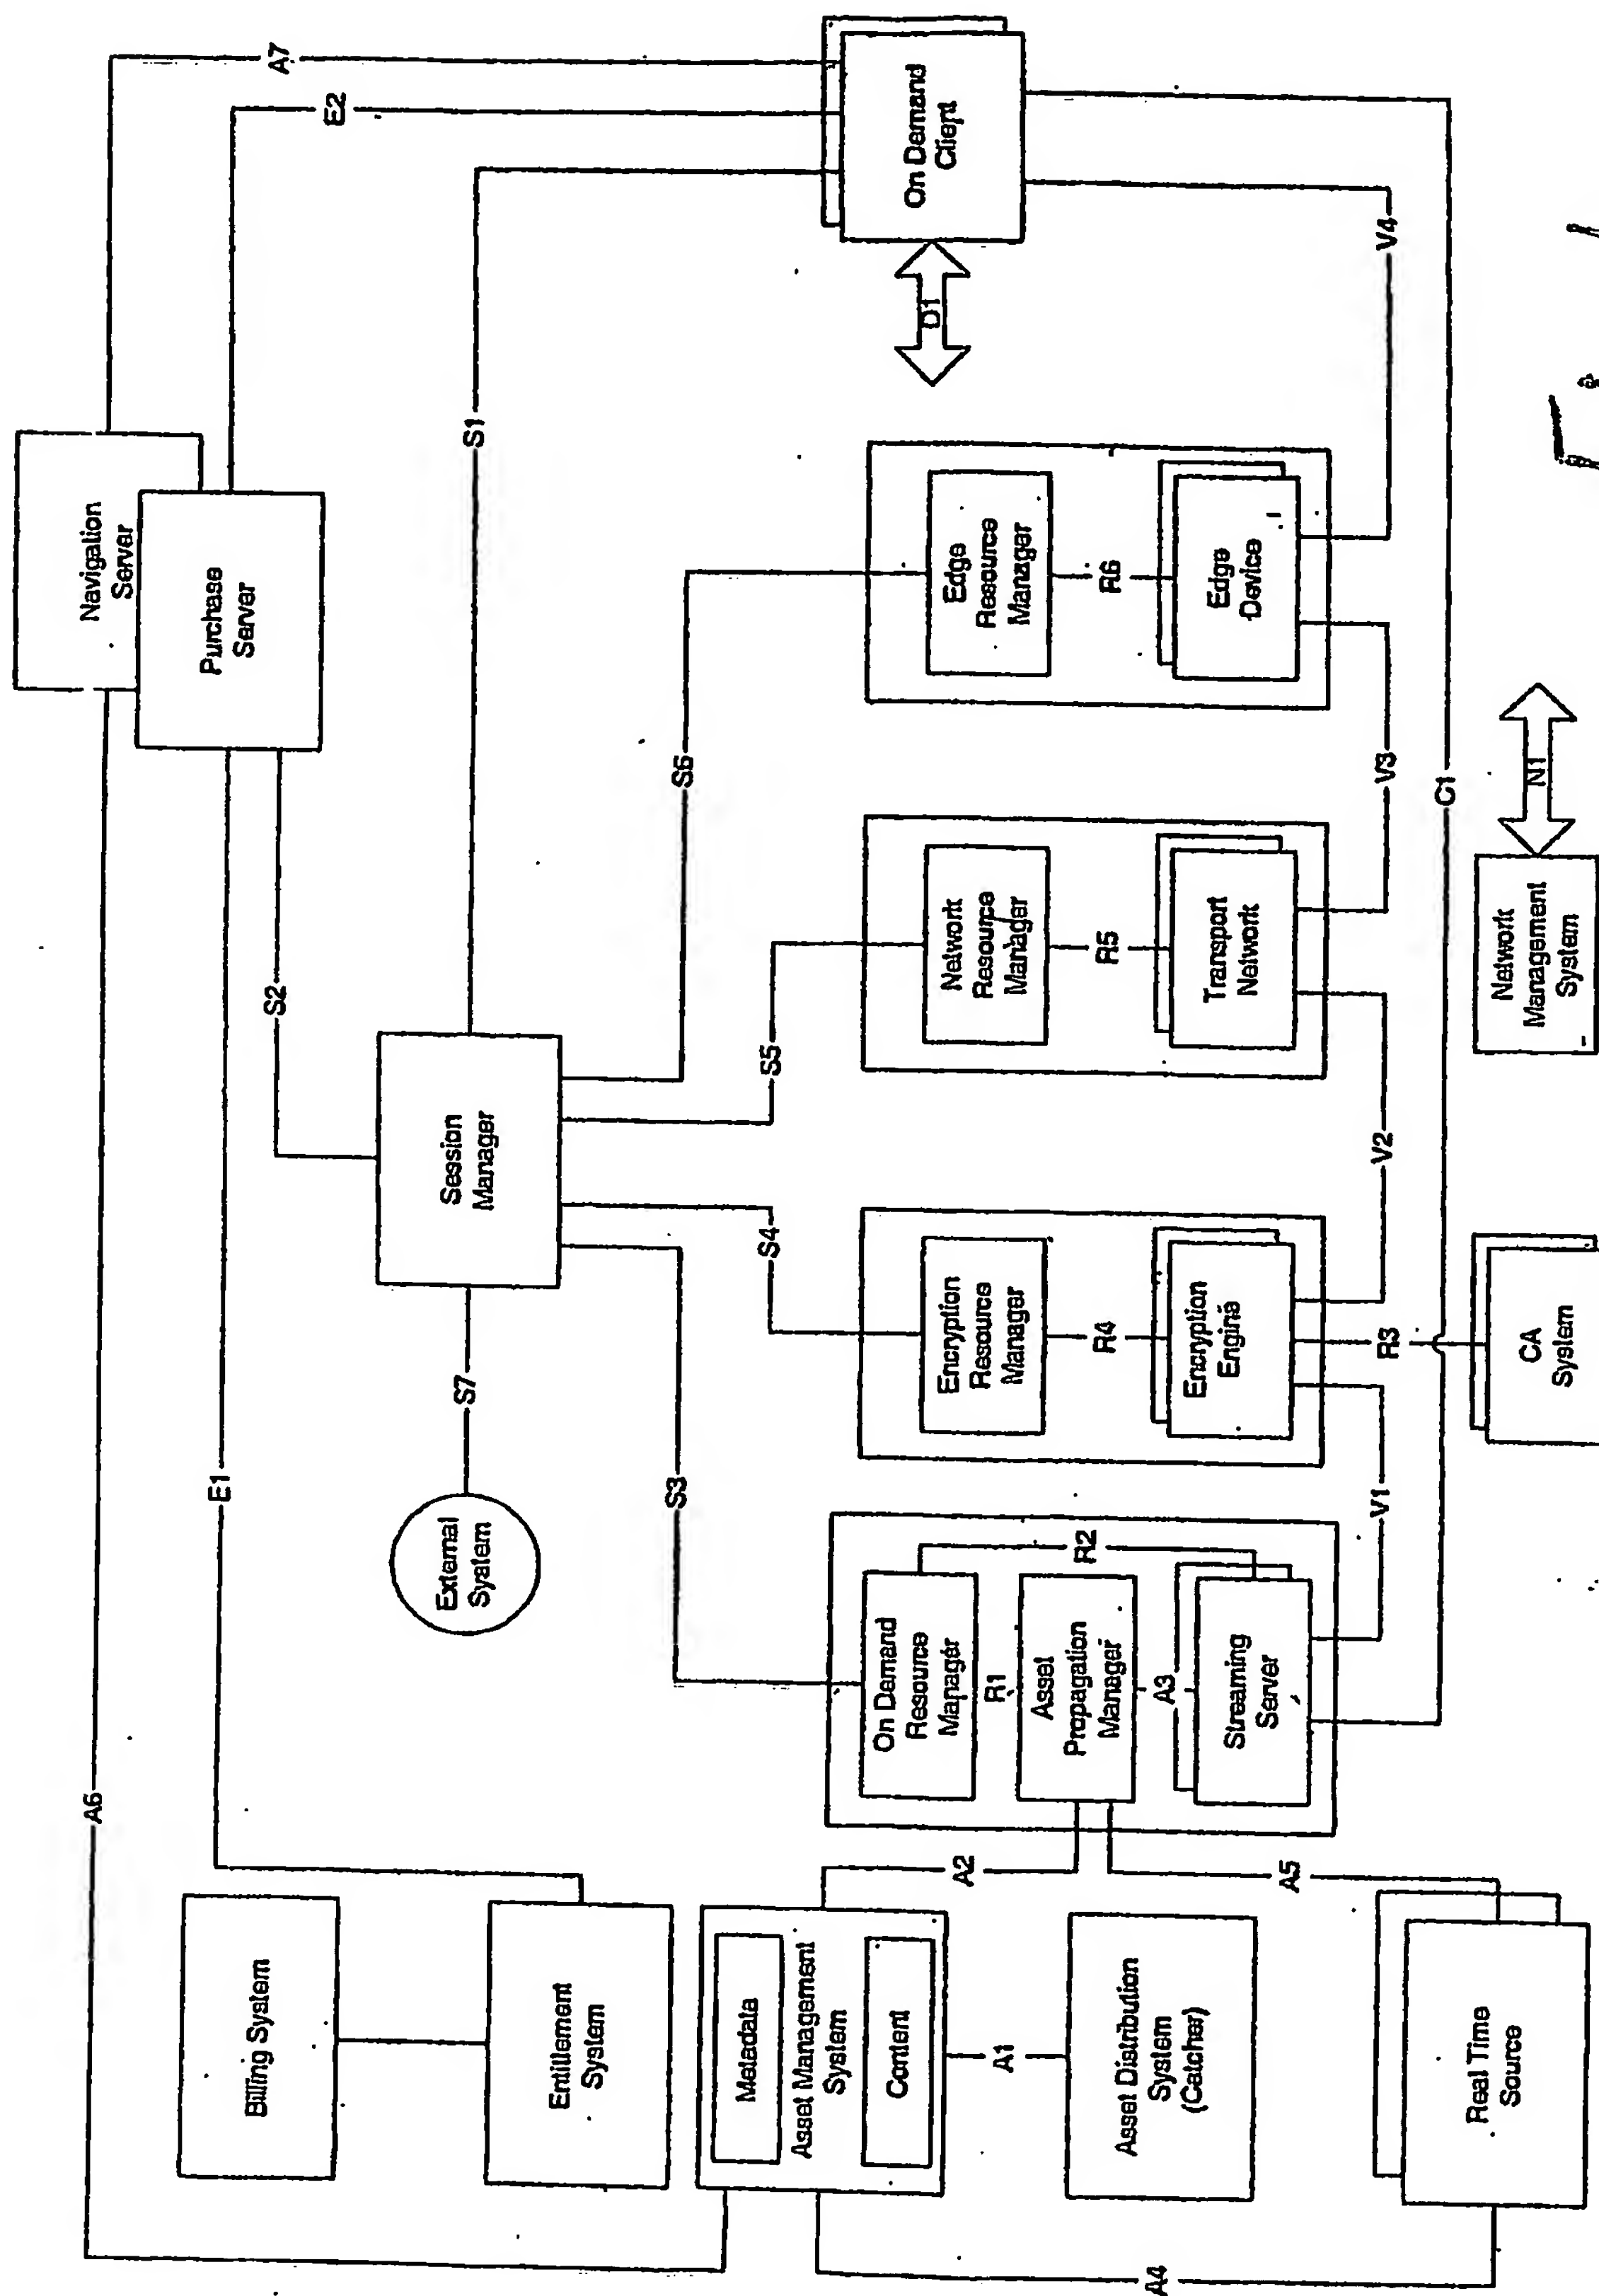 A6
A7
Navigation
Server
E1
E2
Purchase
Server
Billing System
S2
Entitlement
System
External
System
S7
Session
Manager
S1
S3
S4
S5
S6
Metadata
Asset Management
System
Content
A2
On Demand
Resource
Manager
R1
R2
Asset
Propagation
Manager
A3
Streaming
Server
Encryption
Resource
Manager
R4
Encryption
Engine
Network
Resource
Manager
R5
Transport
Network
Edge
Resource
Manager
R6
Edge
Device
D1
On Demand
Client
A1
Asset Distribution
System
(Catcher)
A5
V1
R3
V2
V3
V4
C1
A4
Real Time
Source
CA
System
Network
Management
System
N1